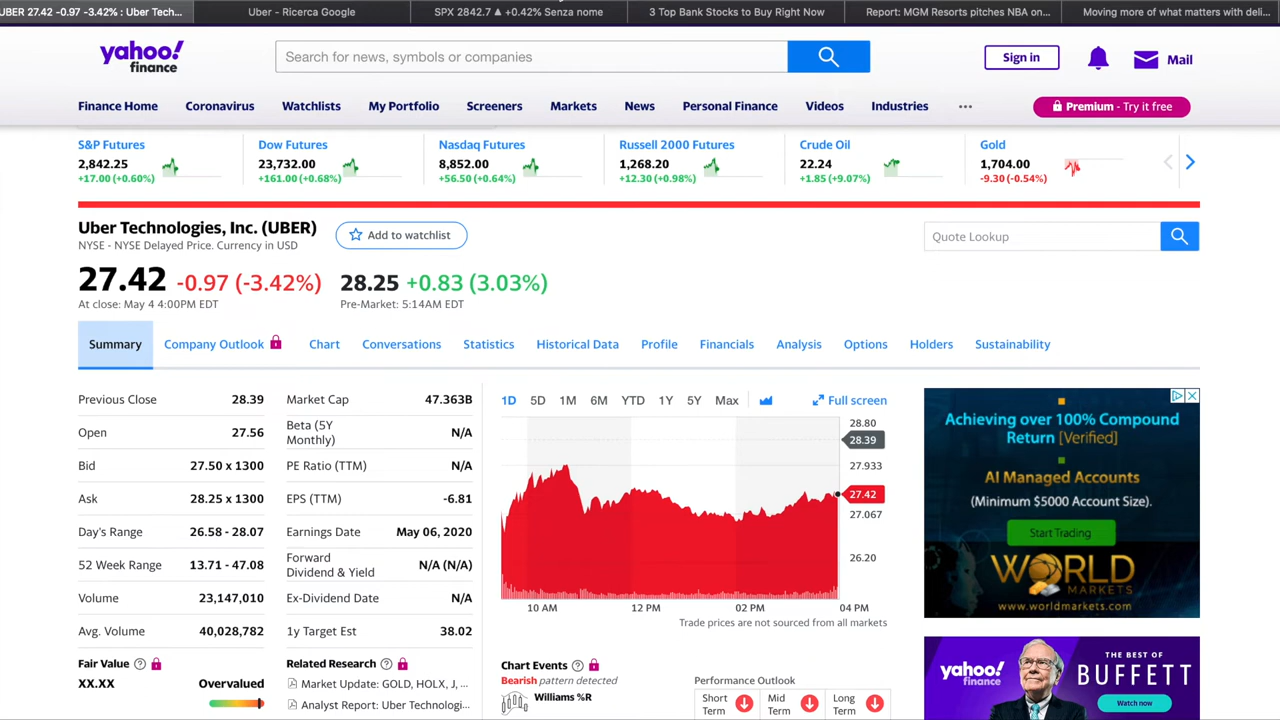 UBER 27.42 -0.97 -3.42% : Uber Tech...
Uber - Ricerca Google
SPX 2842.7 ▲ +0.42% Senza nome
3 Top Bank Stocks to Buy Right Now
Report: MGM Resorts pitches NBA on...
Moving more of what matters with deli...
yahoo!
finance
Search for news, symbols or companies
Sign in
Mail
Finance Home
Coronavirus
Watchlists
My Portfolio
Screeners
Markets
News
Personal Finance
Videos
Industries
...
Premium - Try it free
S&P Futures
2,842.25
+17.00 (+0.60%)
Dow Futures
23,732.00
+161.00 (+0.68%)
Nasdaq Futures
8,852.00
+56.50 (+0.64%)
Russell 2000 Futures
1,268.20
+12.30 (+0.98%)
Crude Oil
22.24
+1.85 (+9.07%)
Gold
1,704.00
-9.30 (-0.54%)
Uber Technologies, Inc. (UBER)
NYSE - NYSE Delayed Price. Currency in USD
Add to watchlist
Quote Lookup
27.42 -0.97 (-3.42%)
At close: May 4 4:00PM EDT
28.25 +0.83 (3.03%)
Pre-Market: 5:14AM EDT
Summary
Company Outlook
Chart
Conversations
Statistics
Historical Data
Profile
Financials
Analysis
Options
Holders
Sustainability
Previous Close 28.39
Open 27.56
Bid 27.50 x 1300
Ask 28.25 x 1300
Day's Range 26.58 - 28.07
52 Week Range 13.71 - 47.08
Volume 23,147,010
Avg. Volume 40,028,782
Market Cap 47.363B
Beta (5Y
Monthly) N/A
PE Ratio (TTM) N/A
EPS (TTM) -6.81
Earnings Date May 06, 2020
Forward
Dividend & Yield N/A (N/A)
Ex-Dividend Date N/A
1y Target Est 38.02
Fair Value
XX.XX Overvalued
Related Research
Market Update: GOLD, HOLX, J, ...
Analyst Report: Uber Technologi...
1D 5D 1M 6M YTD 1Y 5Y Max
Full screen
28.80
28.39
27.933
27.42
27.067
26.20
10 AM 12 PM 02 PM 04 PM
Trade prices are not sourced from all markets
Chart Events
Bearish pattern detected
Williams %R
Performance Outlook
Short
Term
Mid
Term
Long
Term
Achieving over 100% Compound
Return [Verified]
AI Managed Accounts
(Minimum $5000 Account Size).
Start Trading
WORLD
MARKETS
www.worldmarkets.com
yahoo!
finance
THE BEST OF
BUFFETT
Watch now